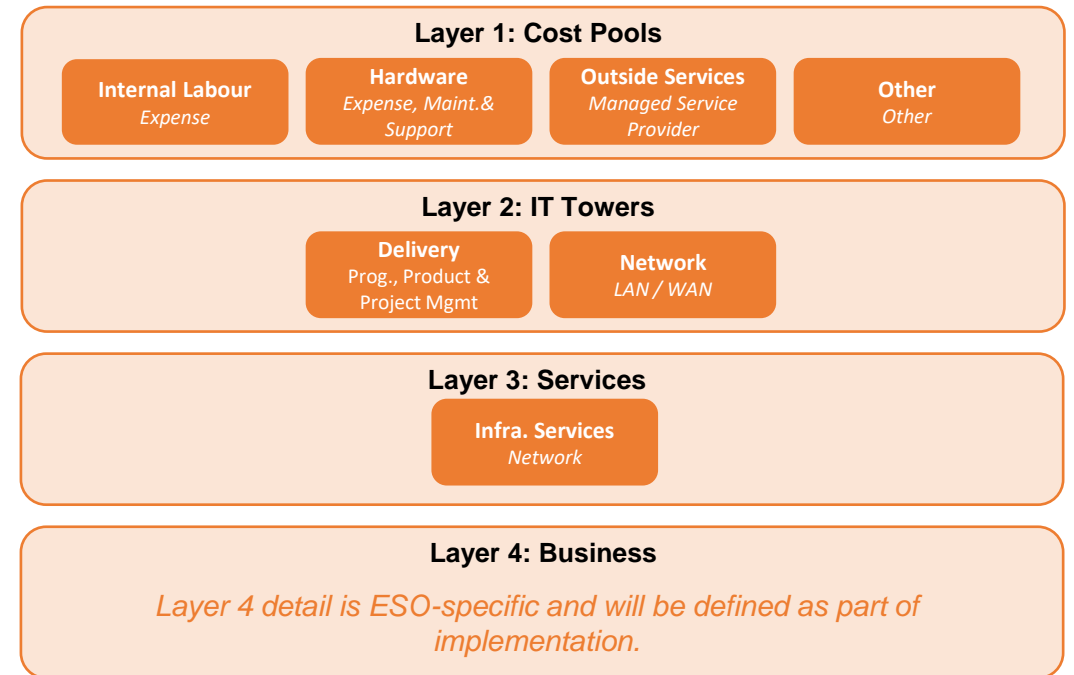 Layer 1: Cost Pools
Internal Labour
Expense
Hardware
Expense, Maint.&
Support
Outside Services
Managed Service
Provider
Other
Other
Layer 2: IT Towers
Delivery
Prog., Product &
Project Mgmt
Network
LAN / WAN
Layer 3: Services
Infra. Services
Network
Layer 4: Business
Layer 4 detail is ESO-specific and will be defined as part of
implementation.